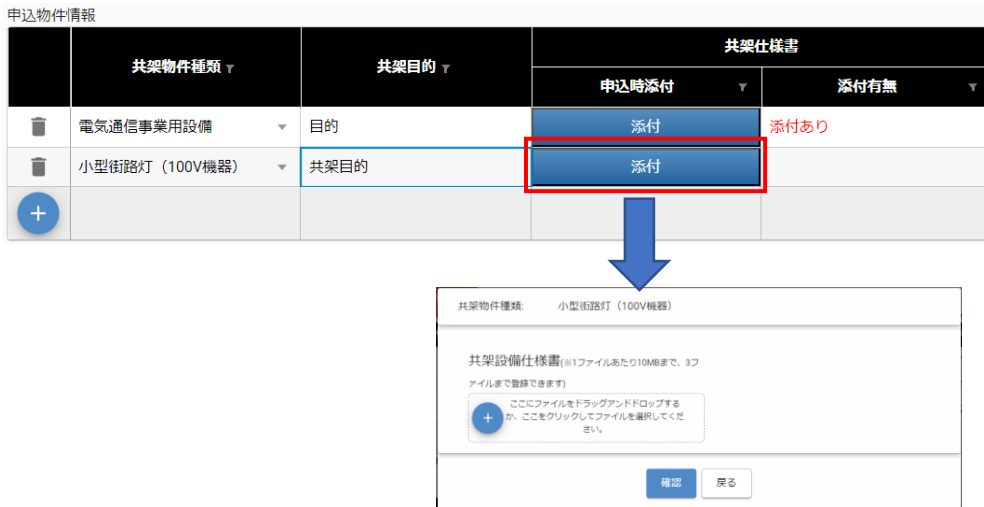 申込物件情報
共架物件種類 共架目的 共架仕様書
申込時添付 添付有無
電気通信事業用設備 目的 添付 添付あり
小型街路灯（100V機器） 共架目的 添付
共架物件種類: 小型街路灯（100V機器）
共架設備仕様書(※1ファイルあたり10MBまで、3フ
ァイルまで登録できます)
ここにファイルをドラッグアンドドロップする
か、ここをクリックしてファイルを選択してくだ
さい。
確認 戻る